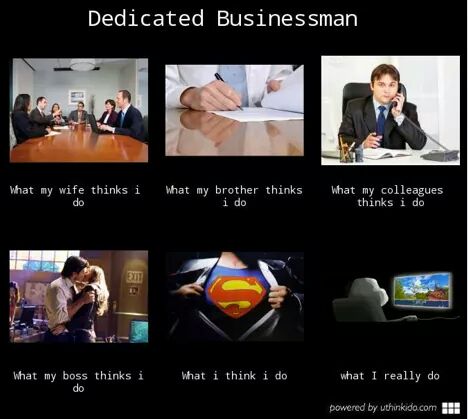 Dedicated Businessman
What my wife thinks i
do
What my brother thinks
i do
What my colleagues
thinks i do
What my boss thinks i
do
What i think i do
what I really do
powered by uthinkido.com